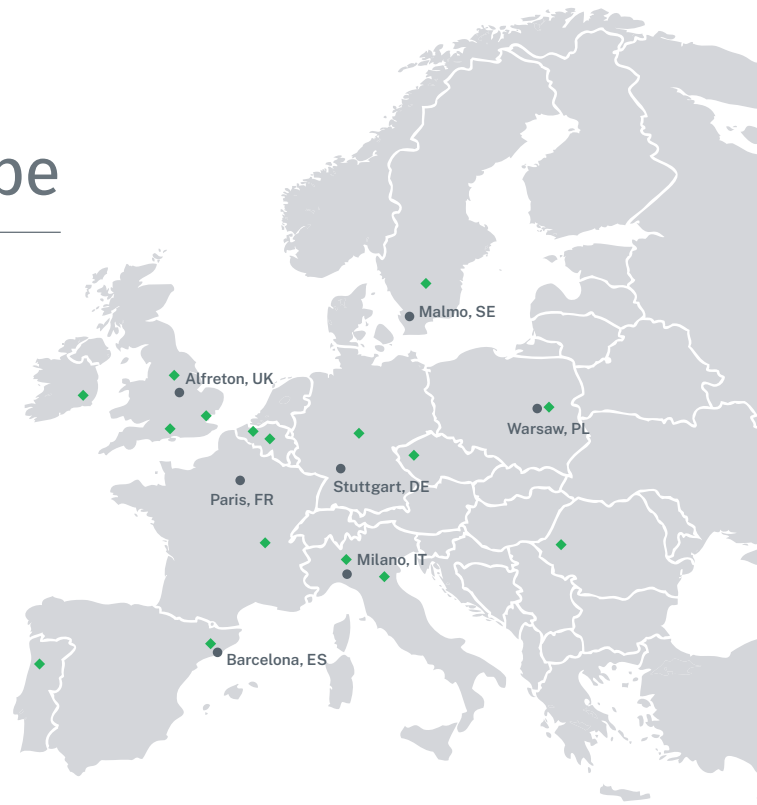 pe
Malmo, SE
Alfreton, UK
Warsaw, PL
Stuttgart, DE
Paris, FR
Milano, IT
Barcelona, ES